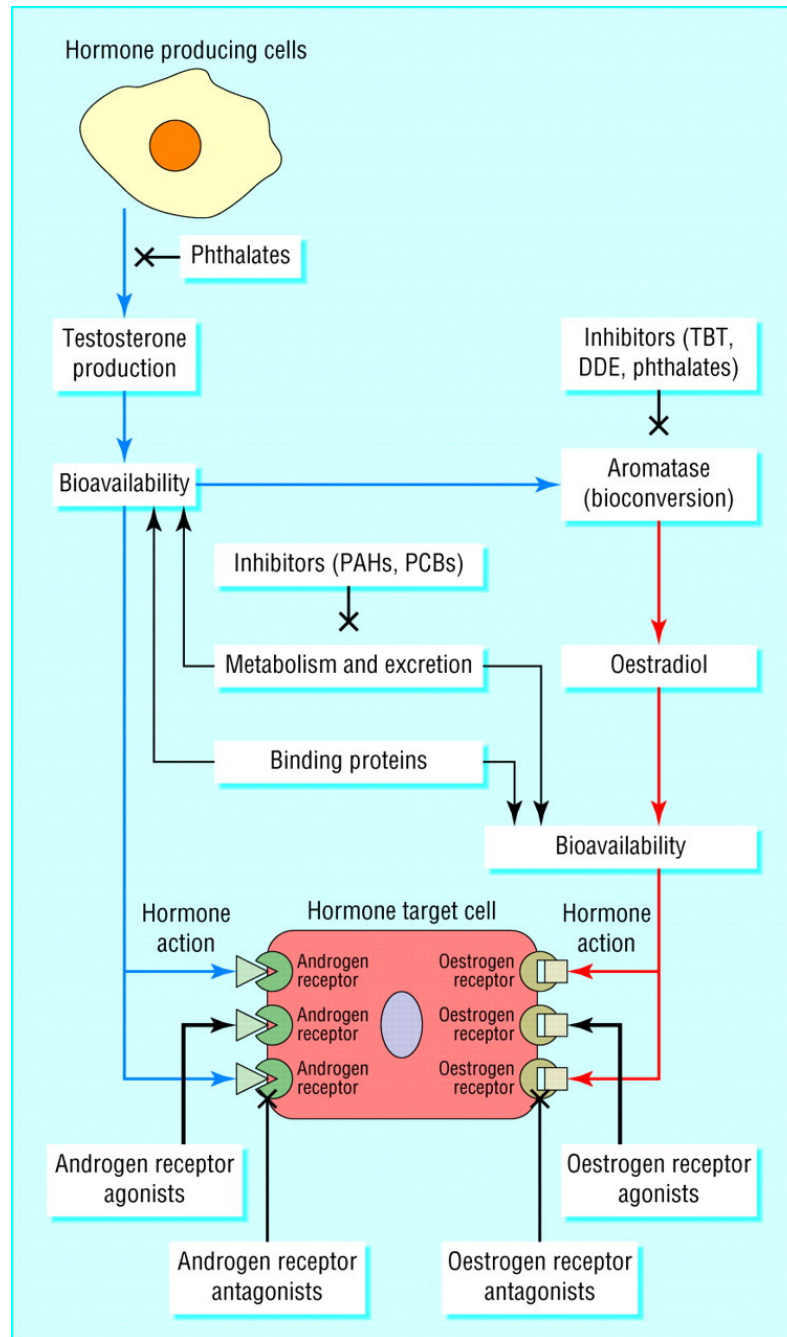 Hormone producing cells
Phthalates
Testosterone
production
Inhibitors (TBT,
DDE, phthalates)
Bioavailability
Aromatase
(bioconversion)
Inhibitors (PAHs, PCBs)
Metabolism and excretion
Oestradiol
Binding proteins
Bioavailability
Hormone
action
Hormone target cell
Hormone
action
Androgen
receptor
Oestrogen
receptor
Androgen
receptor
Oestrogen
receptor
Androgen
receptor
Oestrogen
receptor
Androgen receptor
agonists
Oestrogen receptor
agonists
Androgen receptor
antagonists
Oestrogen receptor
antagonists